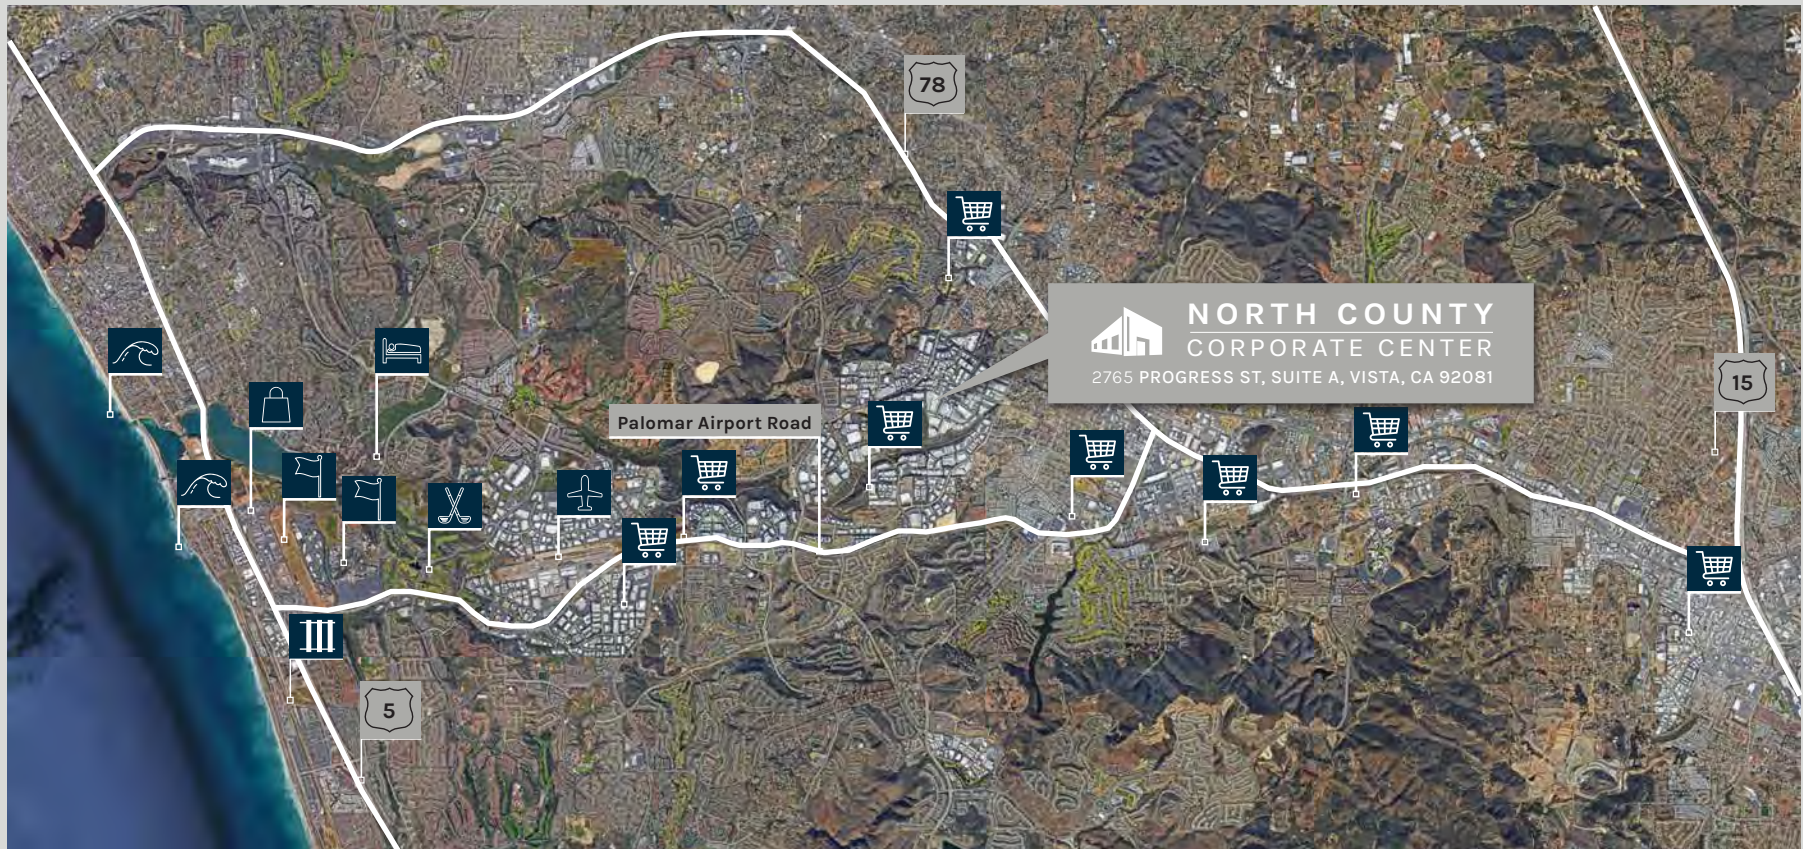 78
NORTH COUNTY
CORPORATE CENTER
2765 PROGRESS ST, SUITE A, VISTA, CA 92081
15
Palomar Airport Road
5